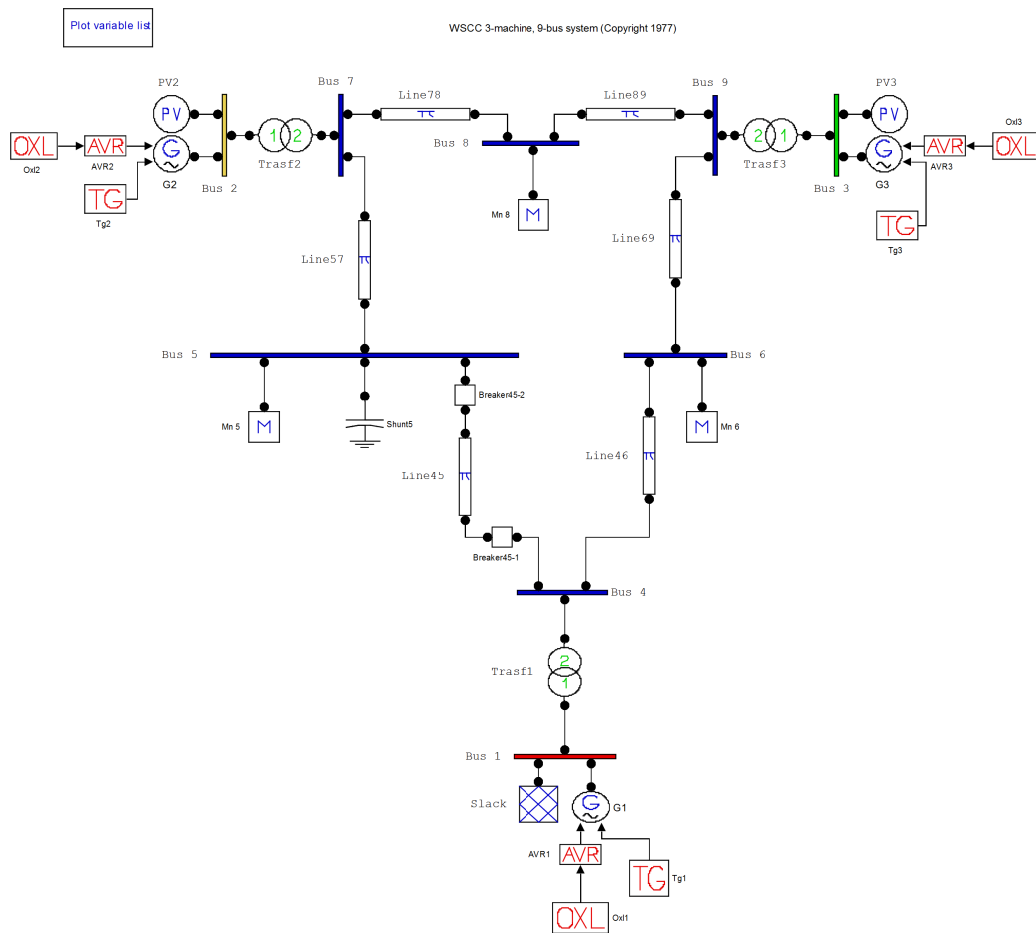 Plot variable list
WSCC 3-machine, 9-bus system (Copyright 1977)
PV2
Bus 7
Line78
Line89
Bus 9
PV3
PV
PV
OXL
AVR
G
1 2
Trasf2
Bus 8
2 1
Trasf3
G
AVR
OXL
Oxl3
Oxl2
AVR2
G2
Bus 2
Bus 3
G3
AVR3
TG
Tg2
Mn 8
M
TG
Tg3
π
π
Line57
π
Line69
π
Bus 5
Bus 6
Breaker45-2
Mn 5
M
Shunt5
M
Mn 6
Line45
π
Line46
π
Breaker45-1
Bus 4
Trasf1
2
1
Bus 1
Slack
G
G1
AVR1
AVR
TG
Tg1
OXL
Oxl1